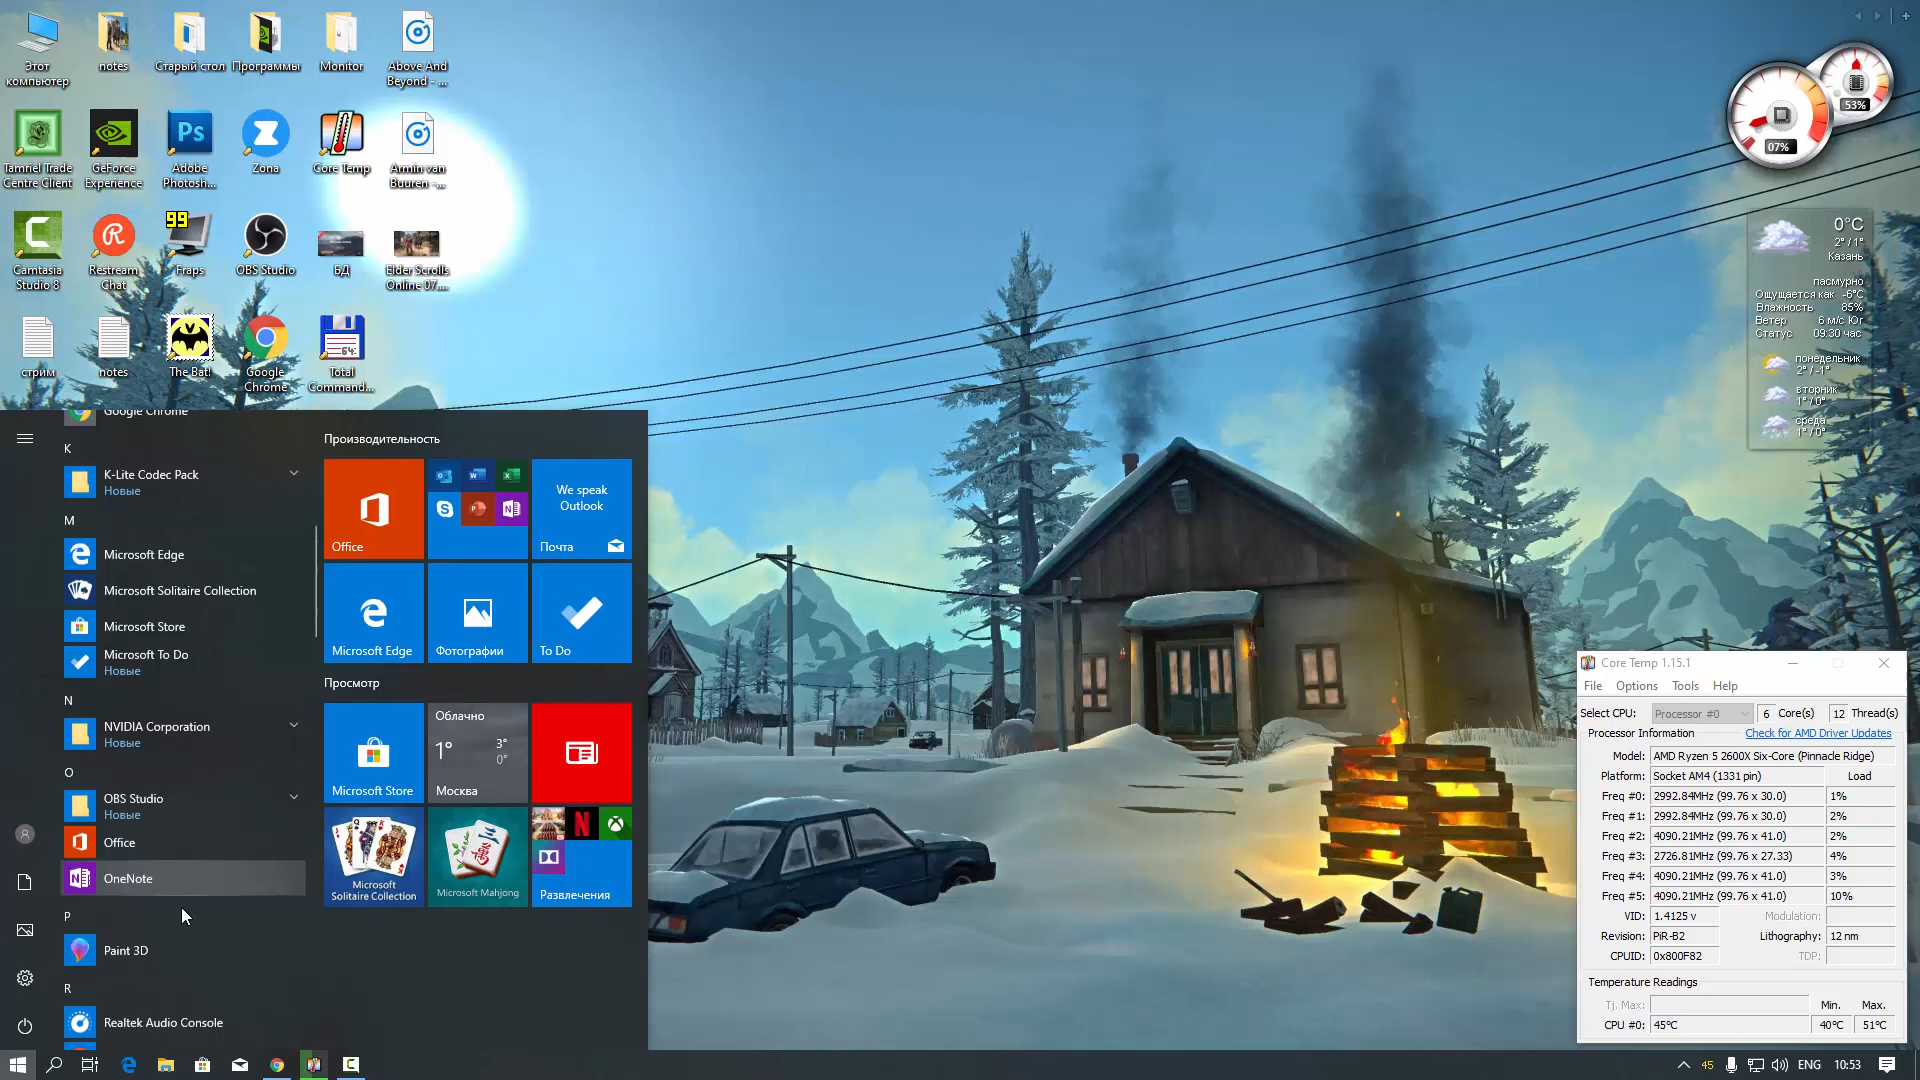 Этот
компьютер
notes
Старый стол
Программы
Monitor
Above And
Beyond - ...
Tamriel Trade
Centre Client
GeForce
Experience
Ps
Adobe
Photosh...
Zona
Core Temp
Armin van
Buuren -...
Camtasia
Studio 8
Restream
Chat
99
Fraps
OBS Studio
БД
Elder Scrolls
Online 07....
стрим
notes
The Bat!
Google
Chrome
64:
Total
Comman​d...
53%
07%
0°C
2° / 1°
Казань
пасмурно
Ощущается как -6°C
Влажность 85%
Ветер 6 м/с Юг
Статус 09:30 час
понедельник
2° / -1°
вторник
1° / 0°
среда
1° / 0°
Google Chrome
K
K-Lite Codec Pack
Новые
M
Microsoft Edge
Microsoft Solitaire Collection
Microsoft Store
Microsoft To Do
Новые
N
NVIDIA Corporation
Новые
O
OBS Studio
Новые
Office
OneNote
P
Paint 3D
R
Realtek Audio Console
Производительность
Office
We speak
Outlook
Почта
Microsoft Edge
Фотографии
To Do
Просмотр
Microsoft Store
Облачно
1° 3°
0°
Москва
Microsoft
Solitaire Collection
Microsoft Mahjong
Развлечения
Core Temp 1.15.1
File Options Tools Help
Select CPU: Processor #0 6 Core(s) 12 Thread(s)
Processor Information Check for AMD Driver Updates
Model: AMD Ryzen 5 2600X Six-Core (Pinnacle Ridge)
Platform: Socket AM4 (1331 pin) Load
Freq #0: 2992.84MHz (99.76 x 30.0) 1%
Freq #1: 2992.84MHz (99.76 x 30.0) 2%
Freq #2: 4090.21MHz (99.76 x 41.0) 2%
Freq #3: 2726.81MHz (99.76 x 27.33) 4%
Freq #4: 4090.21MHz (99.76 x 41.0) 3%
Freq #5: 4090.21MHz (99.76 x 41.0) 10%
VID: 1.4125 v Modulation:
Revision: PiR-B2 Lithography: 12 nm
CPUID: 0x800F82 TDP:
Temperature Readings
Tj. Max: Min. Max.
CPU #0: 45°C 40°C 51°C
45 ENG 10:53